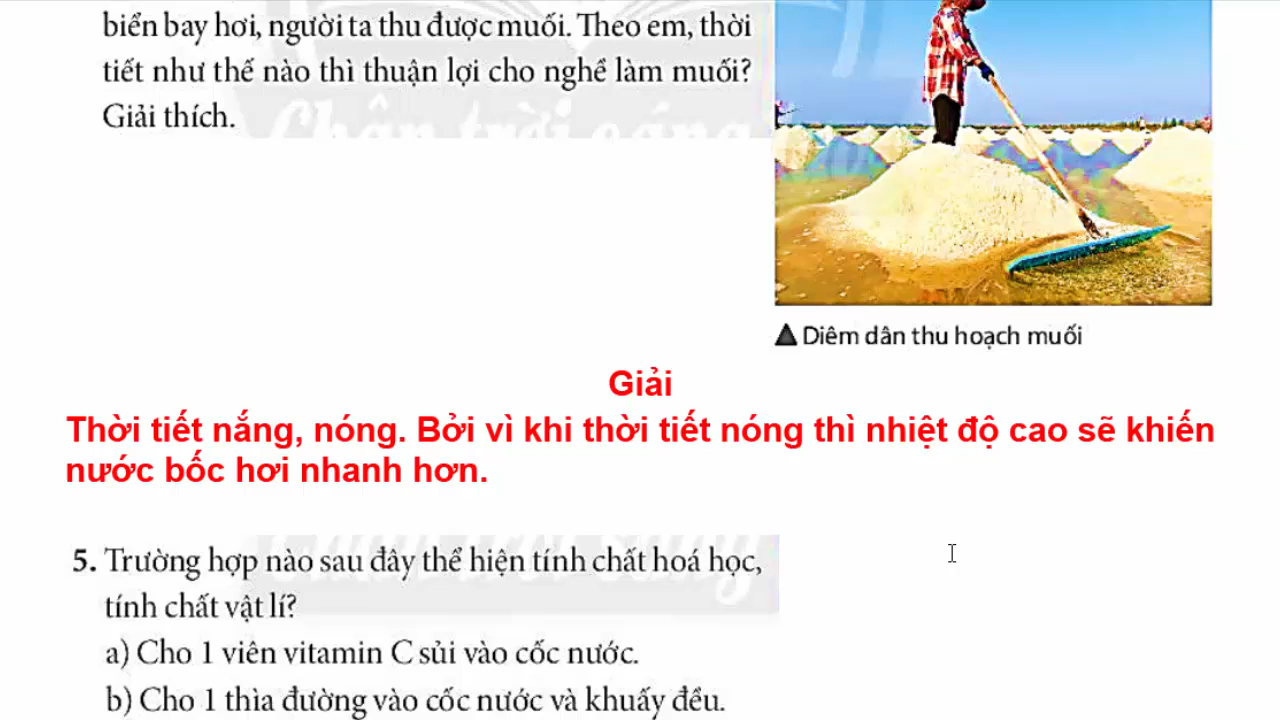 biển bay hơi, người ta thu được muối. Theo em, thời
tiết như thế nào thì thuận lợi cho nghề làm muối?
Giải thích.
Chân trời sáng
▲ Diêm dân thu hoạch muối
Giải
Thời tiết nắng, nóng. Bởi vì khi thời tiết nóng thì nhiệt độ cao sẽ khiến
nước bốc hơi nhanh hơn.
5. Trường hợp nào sau đây thể hiện tính chất hoá học,
tính chất vật lí?
a) Cho 1 viên vitamin C sủi vào cốc nước.
b) Cho 1 thìa đường vào cốc nước và khuấy đều.